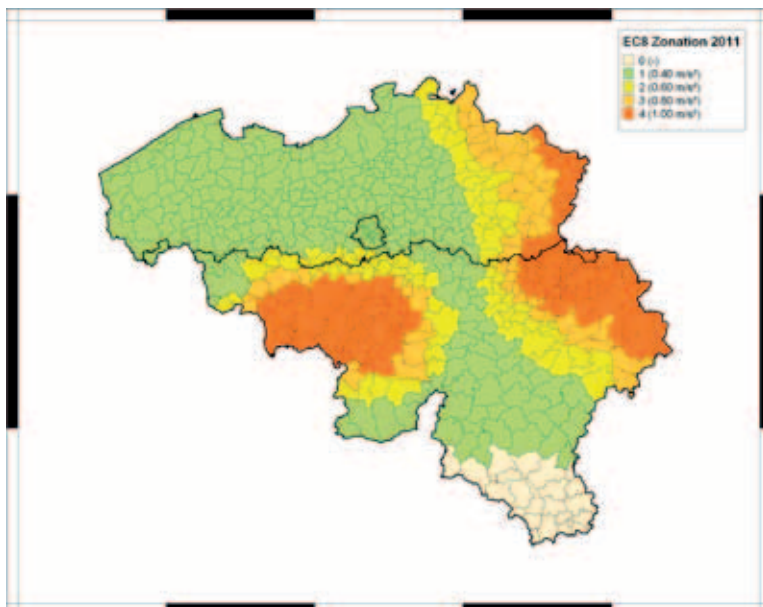 EC8 Zonation 2011
0 (-)
1 (0.40 m/s²)
2 (0.60 m/s²)
3 (0.80 m/s²)
4 (1.00 m/s²)